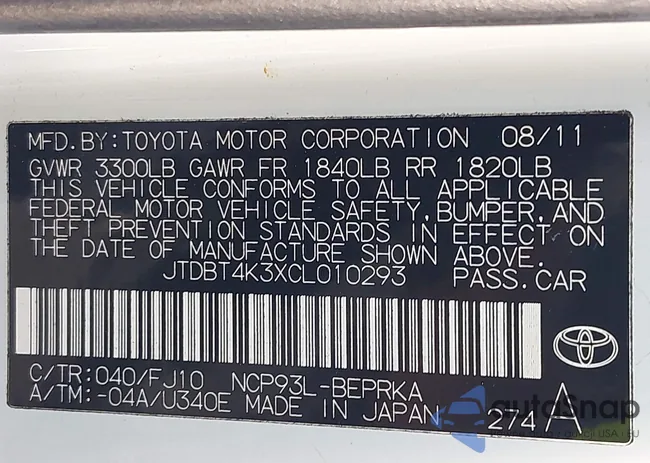 MFD.BY:TOYOTA MOTOR CORPORATION 08/11
GVWR 3300LB GAWR FR 1840LB RR 1820LB
THIS VEHICLE CONFORMS TO ALL APPLICABLE
FEDERAL MOTOR VEHICLE SAFETY,BUMPER,AND
THEFT PREVENTION STANDARDS IN EFFECT ON
THE DATE OF MANUFACTURE SHOWN ABOVE.
JTDBT4K3XCL010293 PASS.CAR
C/TR:040/FJ10 NCP93L-BEPRKA
A/TM:-04A/U340E MADE IN JAPAN 274 A
autoSnap
USA | EU